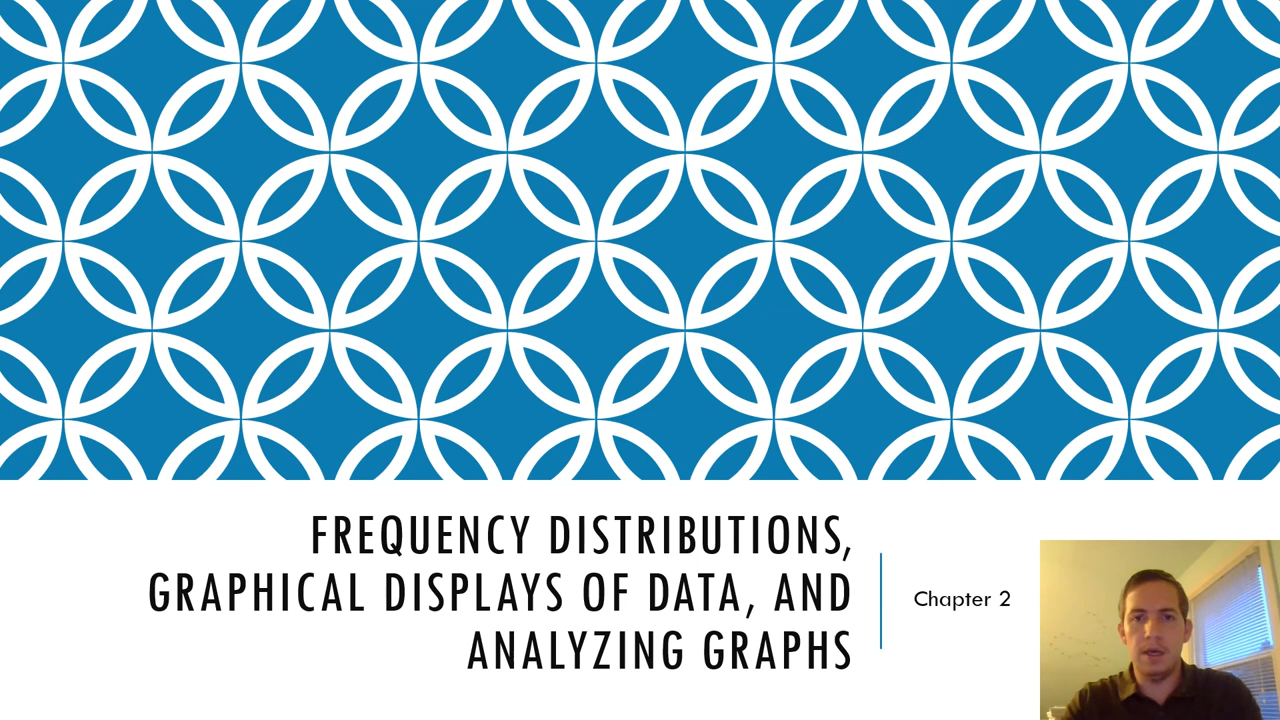 FREQUENCY DISTRIBUTIONS,
GRAPHICAL DISPLAYS OF DATA, AND
ANALYZING GRAPHS
Chapter 2